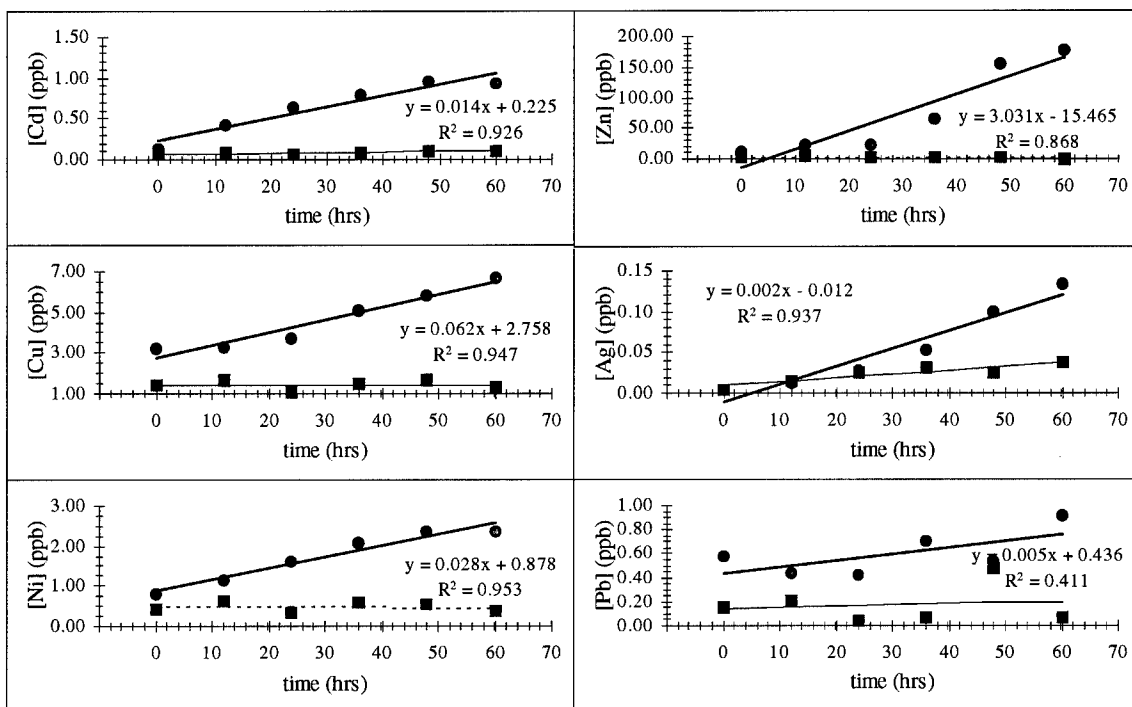 [Cd] (ppb)
1.50
1.00
0.50
0.00
y = 0.014x + 0.225
R² = 0.926
0 10 20 30 40 50 60 70
time (hrs)
[Zn] (ppb)
200.00
150.00
100.00
50.00
0.00
y = 3.031x - 15.465
R² = 0.868
0 10 20 30 40 50 60 70
time (hrs)
[Cu] (ppb)
7.00
5.00
3.00
1.00
y = 0.062x + 2.758
R² = 0.947
0 10 20 30 40 50 60 70
time (hrs)
[Ag] (ppb)
0.15
0.10
0.05
0.00
y = 0.002x - 0.012
R² = 0.937
0 10 20 30 40 50 60 70
time (hrs)
[Ni] (ppb)
3.00
2.00
1.00
0.00
y = 0.028x + 0.878
R² = 0.953
0 10 20 30 40 50 60 70
time (hrs)
[Pb] (ppb)
1.00
0.80
0.60
0.40
0.20
0.00
y = 0.005x + 0.436
R² = 0.411
0 10 20 30 40 50 60 70
time (hrs)